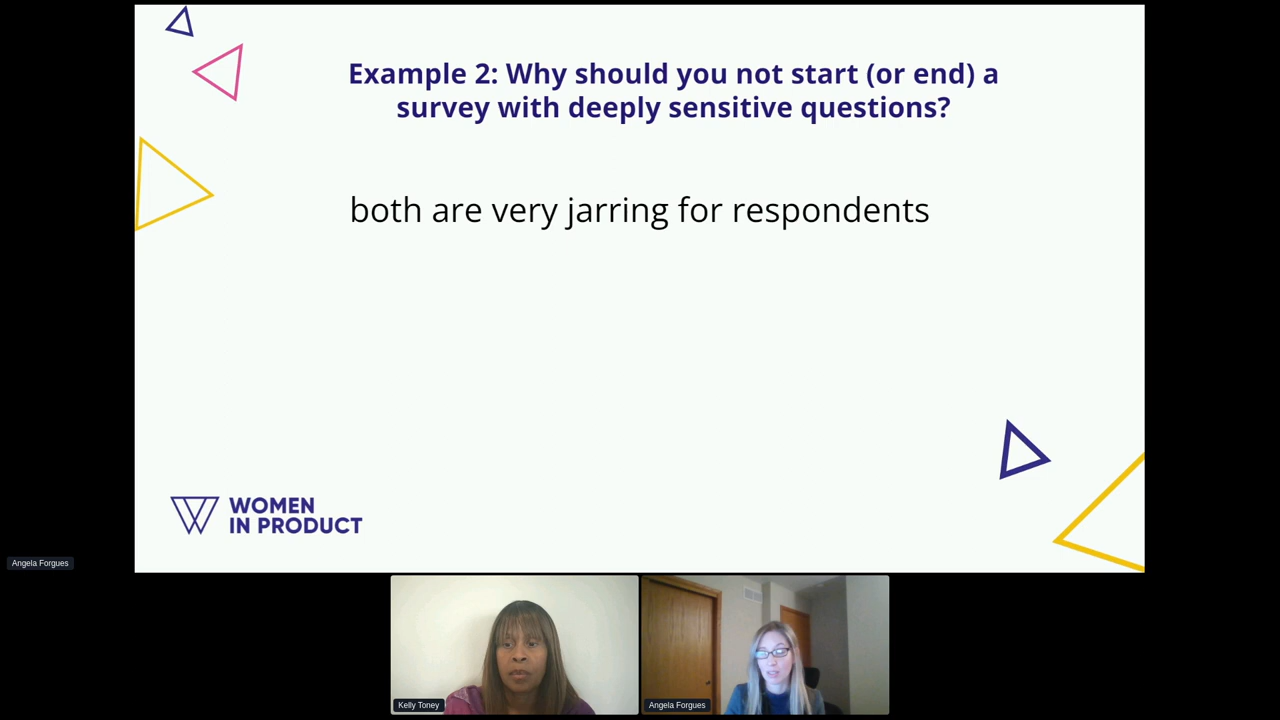 Example 2: Why should you not start (or end) a
survey with deeply sensitive questions?
both are very jarring for respondents
WOMEN
IN PRODUCT
Angela Forgues
Kelly Toney
Angela Forgues